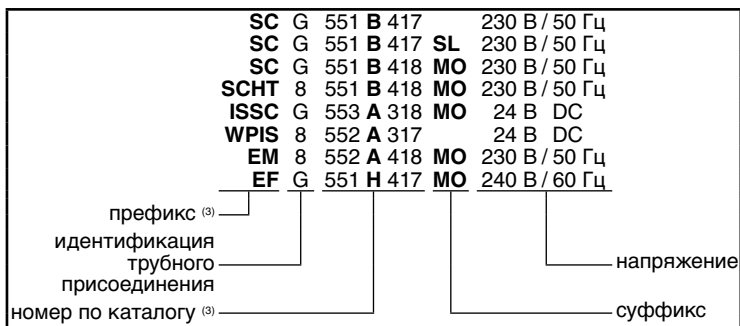 SC G 551 B 417 230 В / 50 Гц
SC G 551 B 417 SL 230 В / 50 Гц
SC G 551 B 418 MO 230 В / 50 Гц
SCHT 8 551 B 418 MO 230 В / 50 Гц
ISSC G 553 A 318 MO 24 В DC
WPIS 8 552 A 317 24 В DC
EM 8 552 A 418 MO 230 В / 50 Гц
EF G 551 H 417 MO 240 В / 60 Гц
префикс (3)
идентификация
трубного
присоединения
напряжение
номер по каталогу (3)
суффикс